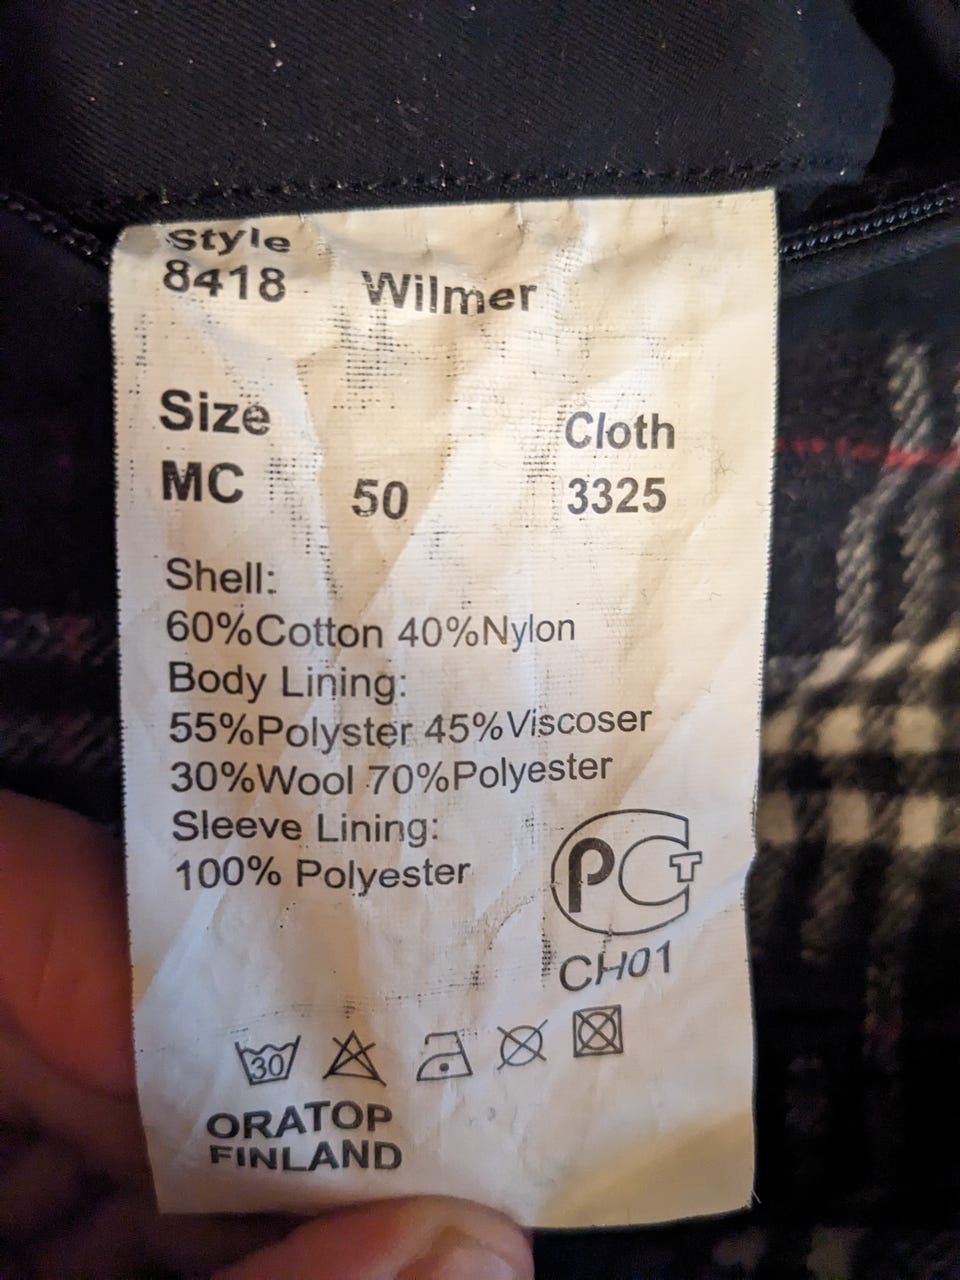 Style
8418 Wilmer
Size Cloth
MC 50 3325
Shell:
60%Cotton 40%Nylon
Body Lining:
55%Polyster 45%Viscoser
30%Wool 70%Polyester
Sleeve Lining:
100% Polyester
РСТ
CH01
30
ORATOP
FINLAND